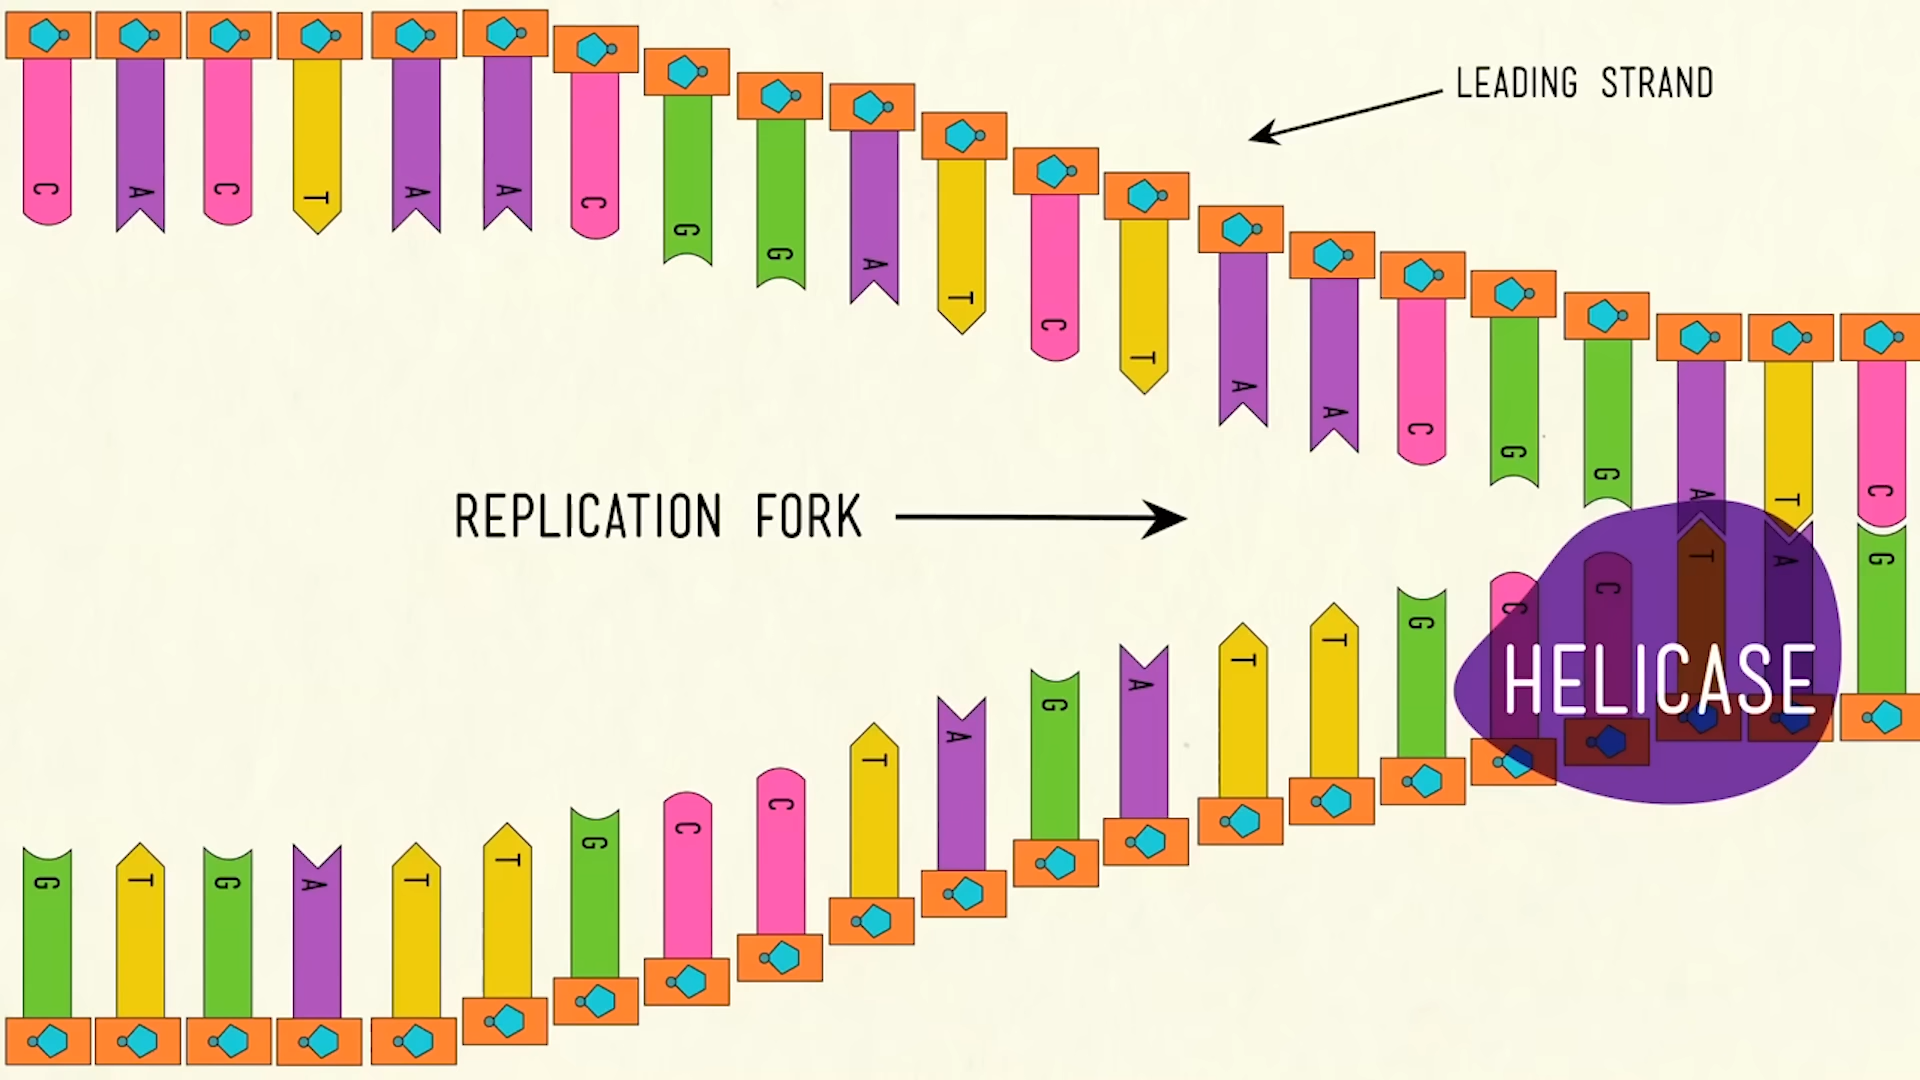 LEADING STRAND
C A C T A A C G G A T C T A A C G G A T C
REPLICATION FORK
G T G A T T G C C T A G A T T G C C T A G
HELICASE